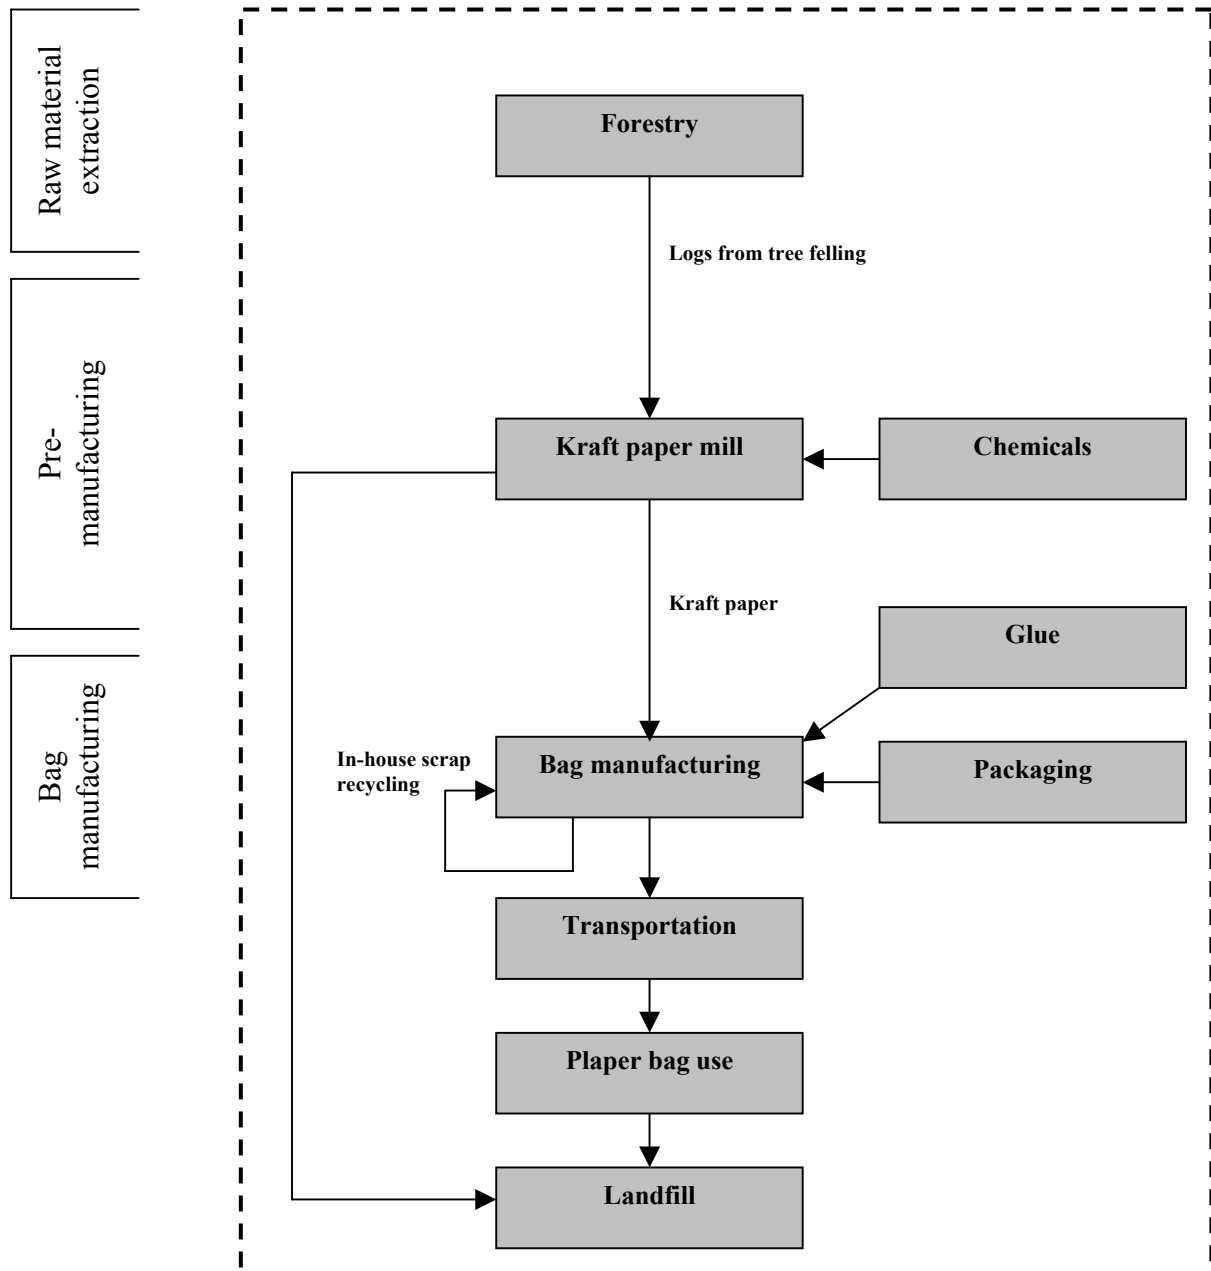 Raw material
extraction
Forestry
Logs from tree felling
Pre-
manufacturing
Kraft paper mill
Chemicals
Kraft paper
Glue
Bag
manufacturing
In-house scrap
recycling
Bag manufacturing
Packaging
Transportation
Plaper bag use
Landfill